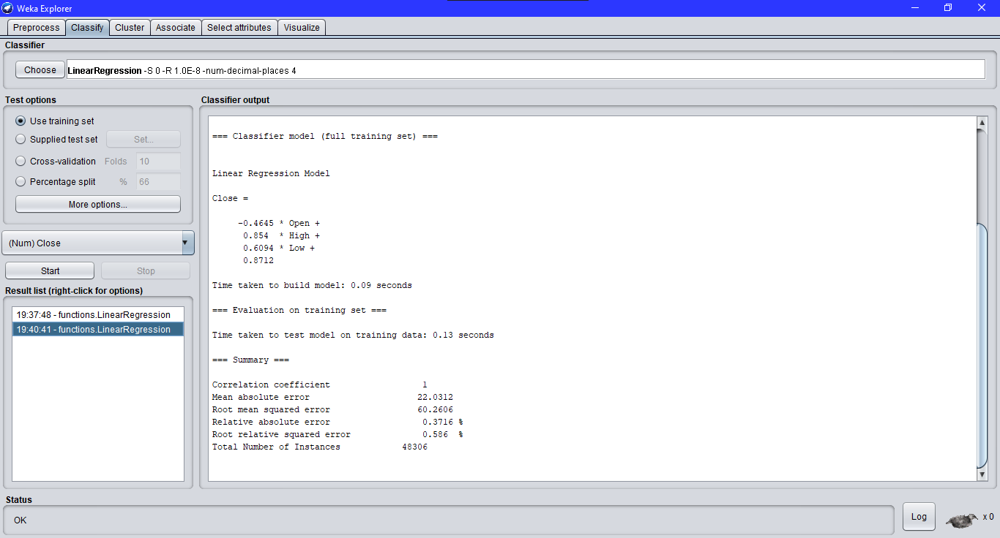 Weka Explorer
Preprocess Classify Cluster Associate Select attributes Visualize
Classifier
Choose LinearRegression -S 0 -R 1.0E-8 -num-decimal-places 4
Test options
Use training set
Supplied test set Set...
Cross-validation Folds 10
Percentage split % 66
More options...
(Num) Close
Start Stop
Result list (right-click for options)
19:37:48 - functions.LinearRegression
19:40:41 - functions.LinearRegression
Classifier output
=== Classifier model (full training set) ===
Linear Regression Model
Close =
-0.4645 * Open +
0.854 * High +
0.6094 * Low +
0.8712
Time taken to build model: 0.09 seconds
=== Evaluation on training set ===
Time taken to test model on training data: 0.13 seconds
=== Summary ===
Correlation coefficient 1
Mean absolute error 22.0312
Root mean squared error 60.2606
Relative absolute error 0.3716 %
Root relative squared error 0.586 %
Total Number of Instances 48306
Status
OK
Log
x 0